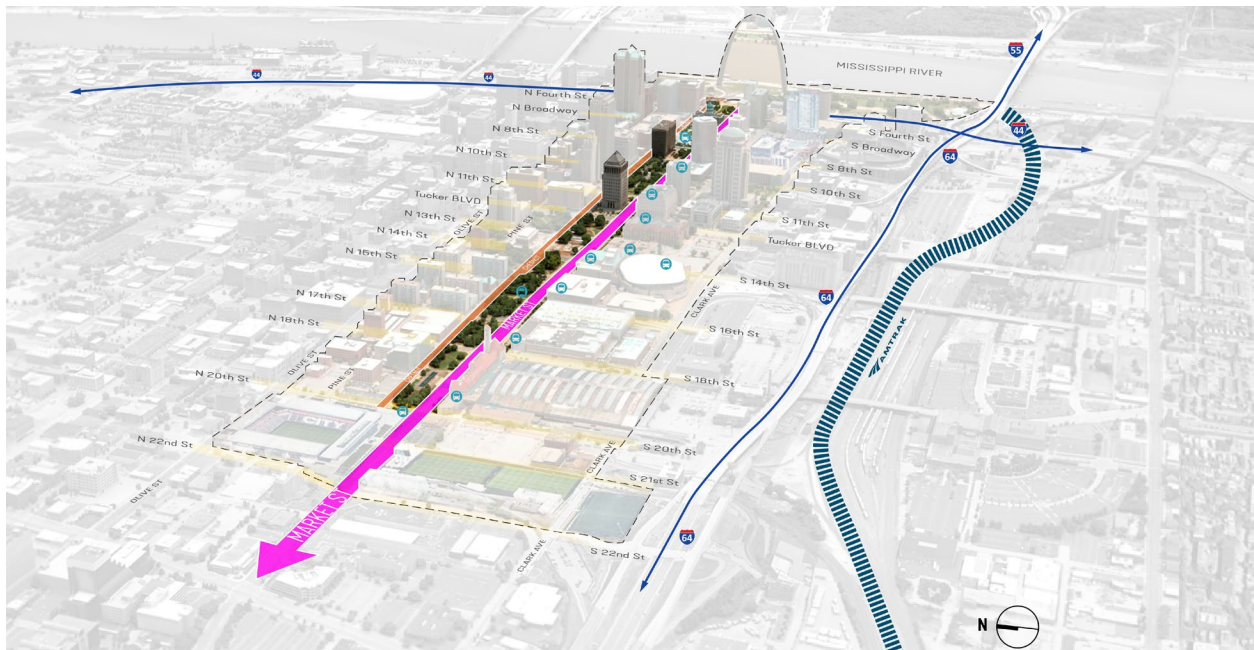 55
MISSISSIPPI RIVER
44
44
N Fourth St
N Broadway
N 8th St
N 10th St
N 11th St
Tucker BLVD
N 13th St
N 14th St
N 15th St
N 17th St
N 18th St
N 20th St
N 22nd St
OLIVE ST
PINE ST
OLIVE ST
PINE ST
OLIVE ST
44
S Fourth St
S Broadway
64
S 8th St
S 10th St
S 11th St
Tucker BLVD
S 14th St
64
CLARK AVE
S 16th St
S 18th St
AMTRAK
MARKET ST
CITY
S 20th St
CLARK AVE
S 21st St
MARKET ST
64
CLARK AVE
S 22nd St
N